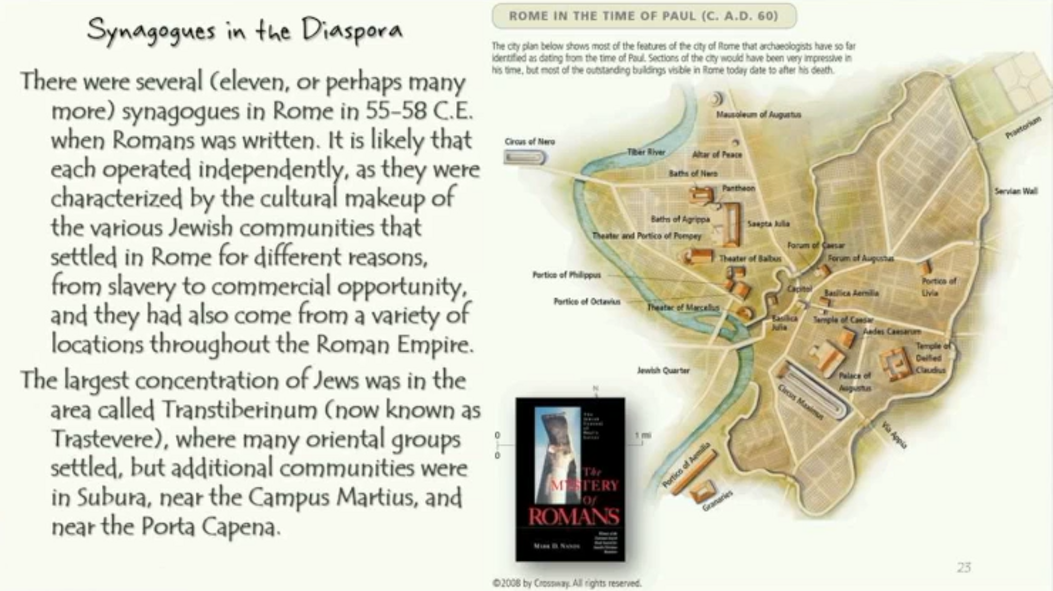 Synagogues in the Diaspora
There were several (eleven, or perhaps many
more) synagogues in Rome in 55–58 C.E.
when Romans was written. It is likely that
each operated independently, as they were
characterized by the cultural makeup of
the various Jewish communities that
settled in Rome for different reasons,
from slavery to commercial opportunity,
and they had also come from a variety of
locations throughout the Roman Empire.
The largest concentration of Jews was in the
area called Transtiberinum (now known as
Trastevere), where many oriental groups
settled, but additional communities were
in Subura, near the Campus Martius, and
near the Porta Capena.
ROME IN THE TIME OF PAUL (C. A.D. 60)
The city plan below shows most of the features of the city of Rome that archaeologists have so far
identified as dating from the time of Paul. Sections of the city would have been very impressive in
his time, but most of the outstanding buildings visible in Rome today date to after his death.
Mausoleum of Augustus
Praetorium
Circus of Nero
Tiber River
Altar of Peace
Baths of Nero
Pantheon
Servian Wall
Baths of Agrippa
Saepta Julia
Theater and Portico of Pompey
Forum of Caesar
Theater of Balbus
Forum of Augustus
Portico of Philippus
Portico of
Livia
Capitol
Basilica Aemilia
Portico of Octavius
Theater of Marcellus
Basilica
Julia
Temple of Caesar
Aedes Caesarum
Temple of
Deified
Claudius
Jewish Quarter
Palace of
Augustus
Circus Maximus
Via Appia
N
0
1 mi
0
Portico of Aemilia
Granaries
The
MYSTERY
Of
ROMANS
MARK D. NANOS
23
©2008 by Crossway. All rights reserved.